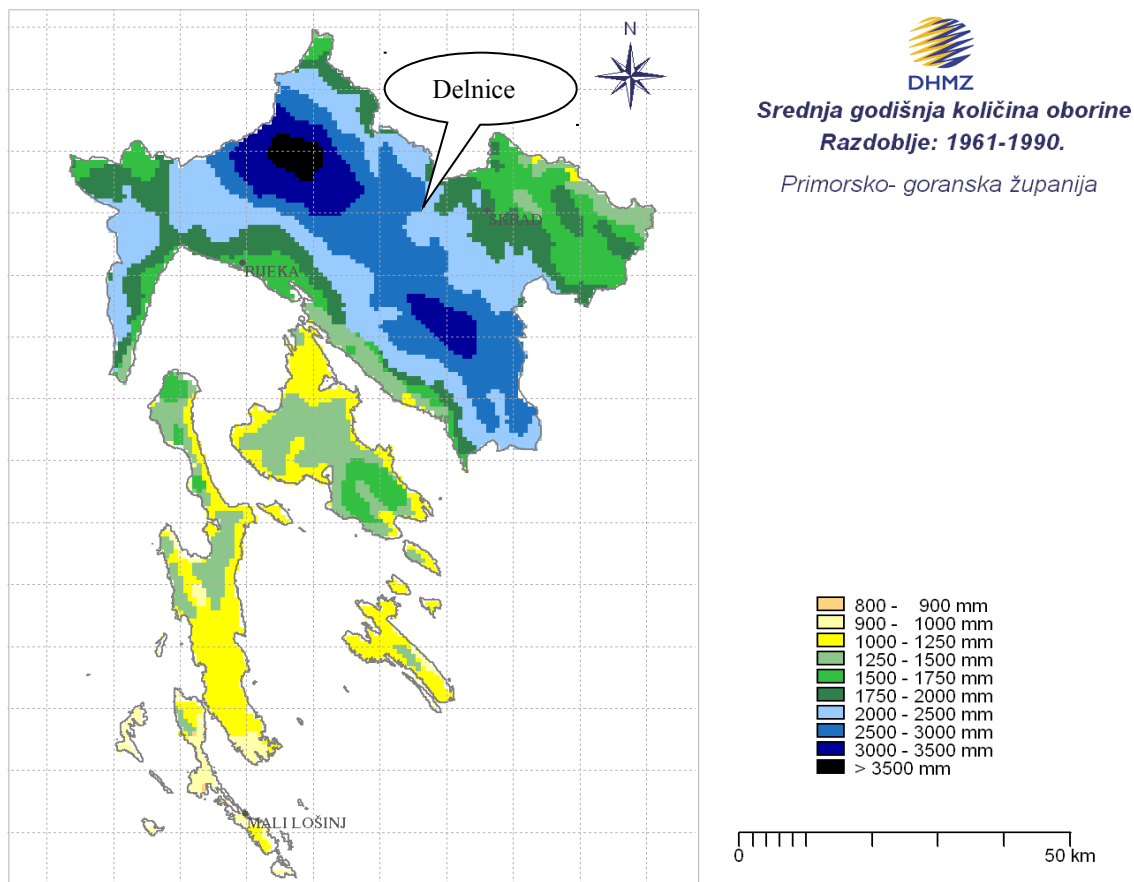 N
Delnice
DHMZ
Srednja godišnja količina oborine
Razdoblje: 1961-1990.
Primorsko- goranska županija
SKRAD
RIJEKA
MALI LOŠINJ
800 - 900 mm
900 - 1000 mm
1000 - 1250 mm
1250 - 1500 mm
1500 - 1750 mm
1750 - 2000 mm
2000 - 2500 mm
2500 - 3000 mm
3000 - 3500 mm
> 3500 mm
0 50 km